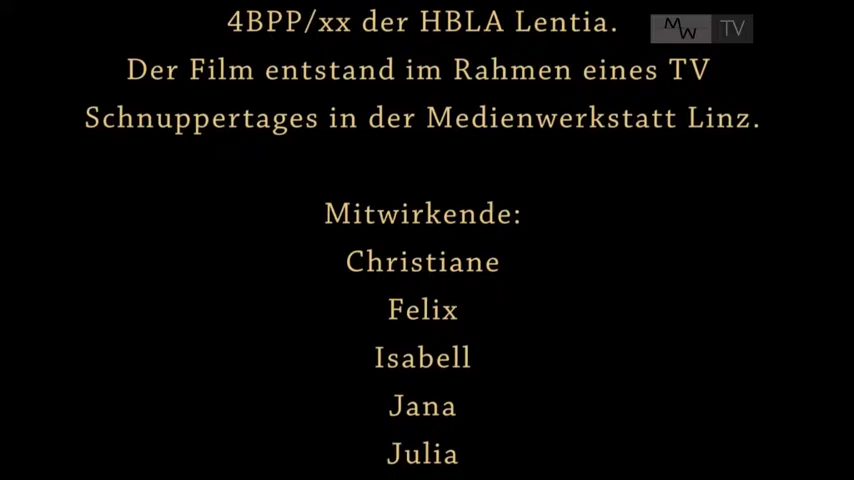 4BPP/xx der HBLA Lentia.
MW TV
Der Film entstand im Rahmen eines TV
Schnuppertages in der Medienwerkstatt Linz.
Mitwirkende:
Christiane
Felix
Isabell
Jana
Julia